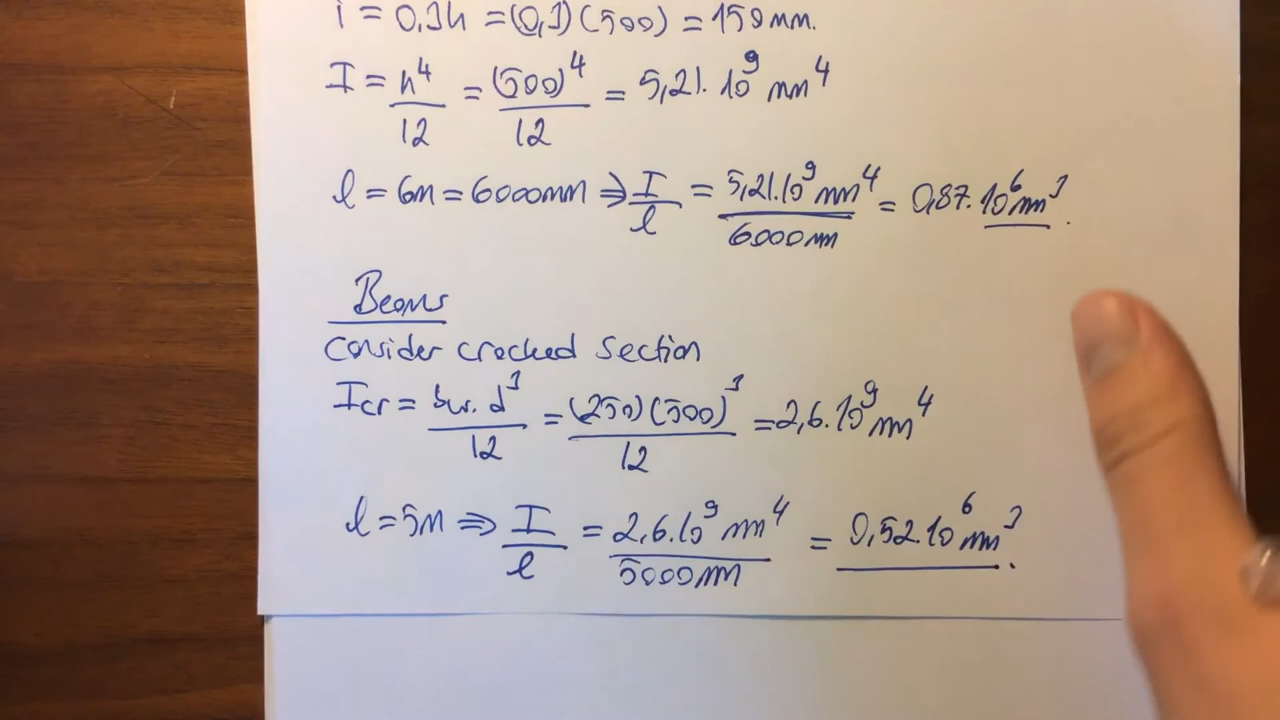 i = 0,3h = (0,3)(500) = 150mm.
I = h⁴/12 = (500)⁴/12 = 5,21.10⁹ mm⁴
l = 6m = 6000mm ⇒ I/l = 5,21.10⁹ mm⁴/6000mm = 0,87.10⁶ mm³.
Beams
Consider cracked section
Icr = bw.d³/12 = (250)(500)³/12 = 2,6.10⁹ mm⁴
l = 5m ⇒ I/l = 2,6.10⁹ mm⁴/5000mm = 0,52.10⁶ mm³.